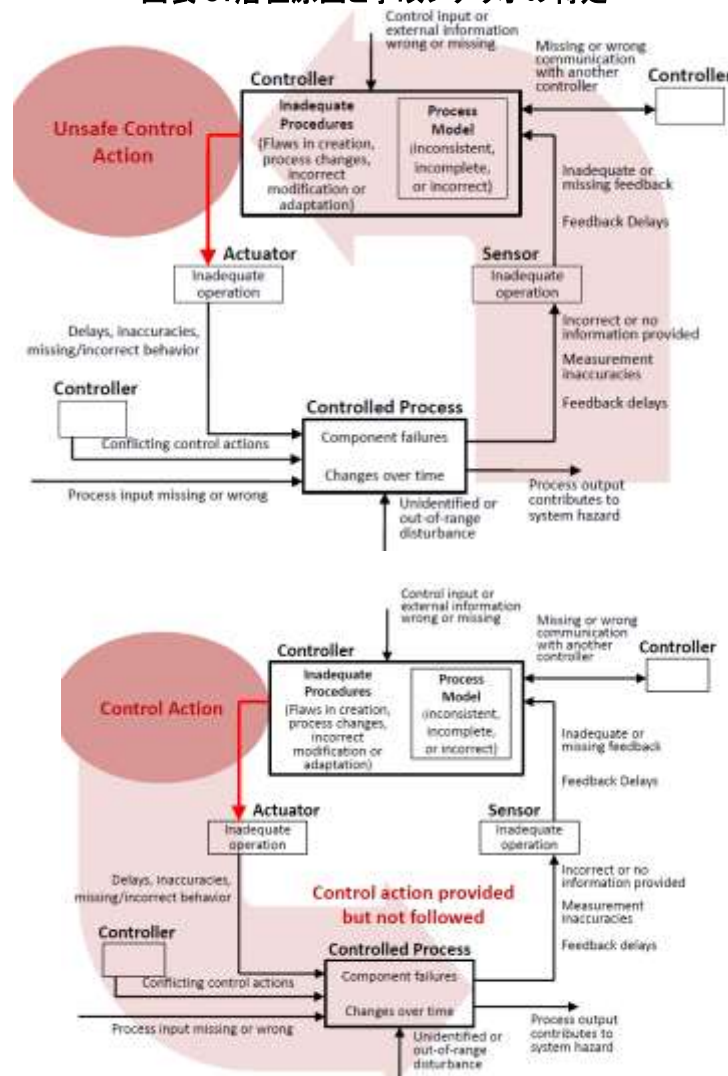 Control input or
external information
wrong or missing
Missing or wrong
communication
with another
controller
Controller
Controller
Inadequate
Procedures
(Flaws in creation,
process changes,
incorrect
modification or
adaptation)
Process
Model
(inconsistent,
incomplete,
or incorrect)
Unsafe Control
Action
Inadequate or
missing feedback
Feedback Delays
Actuator
Inadequate
operation
Sensor
Inadequate
operation
Delays, inaccuracies,
missing/incorrect behavior
Incorrect or no
information provided
Measurement
inaccuracies
Feedback delays
Controller
Conflicting control actions
Controlled Process
Component failures
Changes over time
Process input missing or wrong
Unidentified or
out-of-range
disturbance
Process output
contributes to
system hazard
Control input or
external information
wrong or missing
Missing or wrong
communication
with another
controller
Controller
Controller
Inadequate
Procedures
(Flaws in creation,
process changes,
incorrect
modification or
adaptation)
Process
Model
(inconsistent,
incomplete,
or incorrect)
Control Action
Inadequate or
missing feedback
Feedback Delays
Actuator
Inadequate
operation
Sensor
Inadequate
operation
Delays, inaccuracies,
missing/incorrect behavior
Control action provided
but not followed
Incorrect or no
information provided
Measurement
inaccuracies
Feedback delays
Controller
Conflicting control actions
Controlled Process
Component failures
Changes over time
Process input missing or wrong
Unidentified or
out-of-range
disturbance
Process output
contributes to
system hazard